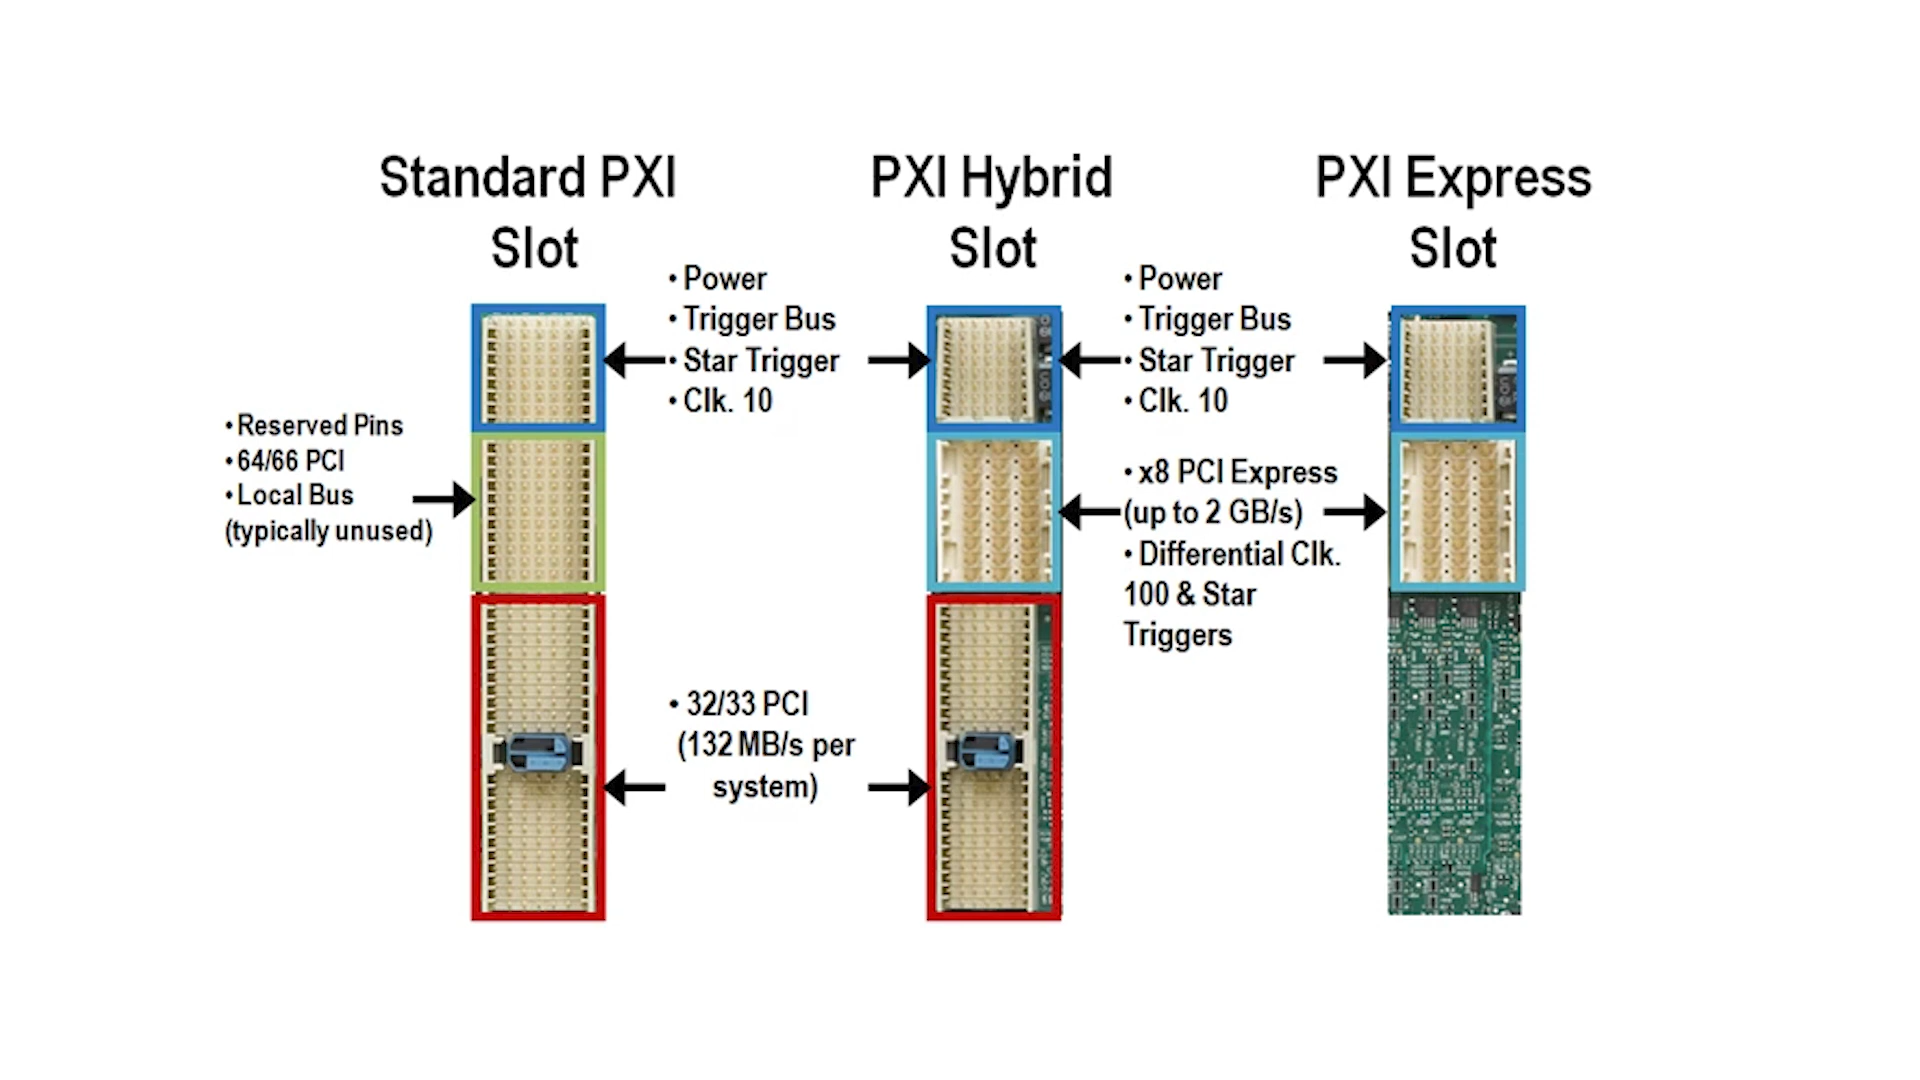 Standard PXI
Slot
PXI Hybrid
Slot
PXI Express
Slot
• Power
• Trigger Bus
• Star Trigger
• Clk. 10
• Power
• Trigger Bus
• Star Trigger
• Clk. 10
• Reserved Pins
• 64/66 PCI
• Local Bus
(typically unused)
• x8 PCI Express
(up to 2 GB/s)
• Differential Clk.
100 & Star
Triggers
• 32/33 PCI
(132 MB/s per
system)